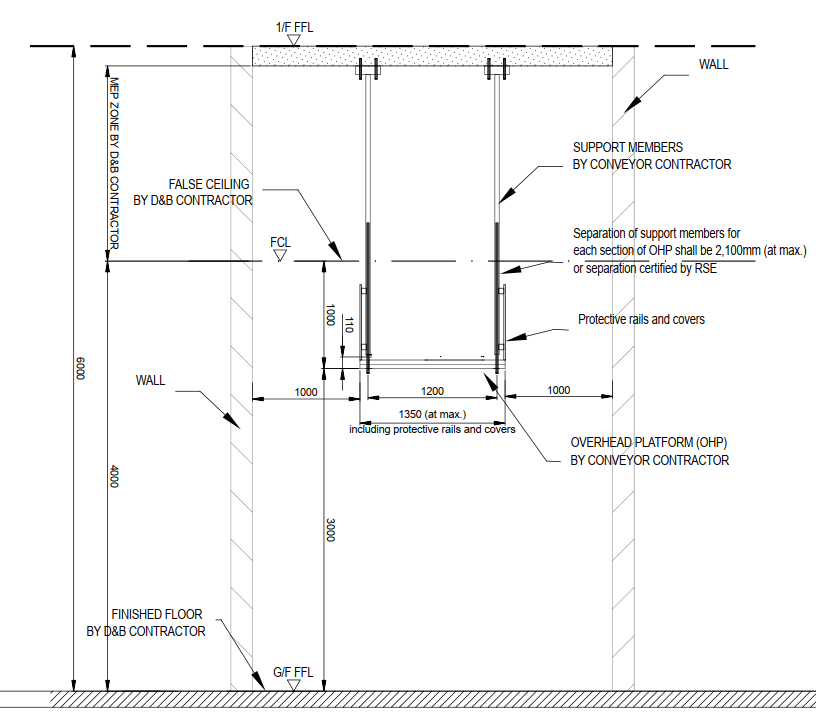 1/F FFL
WALL
MEP ZONE BY D&B CONTRACTOR
SUPPORT MEMBERS
BY CONVEYOR CONTRACTOR
FALSE CEILING
BY D&B CONTRACTOR
FCL
Separation of support members for
each section of OHP shall be 2,100mm (at max.)
or separation certified by RSE
1000
110
Protective rails and covers
6000
WALL
1000
1200
1000
1350 (at max.)
including protective rails and covers
OVERHEAD PLATFORM (OHP)
BY CONVEYOR CONTRACTOR
4000
3000
FINISHED FLOOR
BY D&B CONTRACTOR
G/F FFL